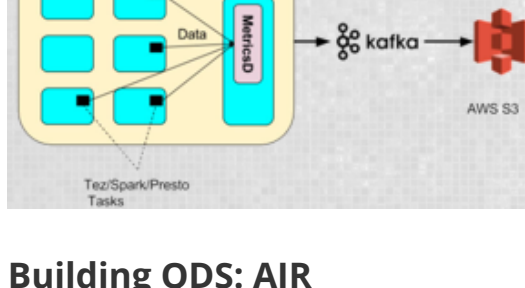 Data
MetricsD
kafka
AWS S3
Tez/Spark/Presto
Tasks
Building ODS: AIR